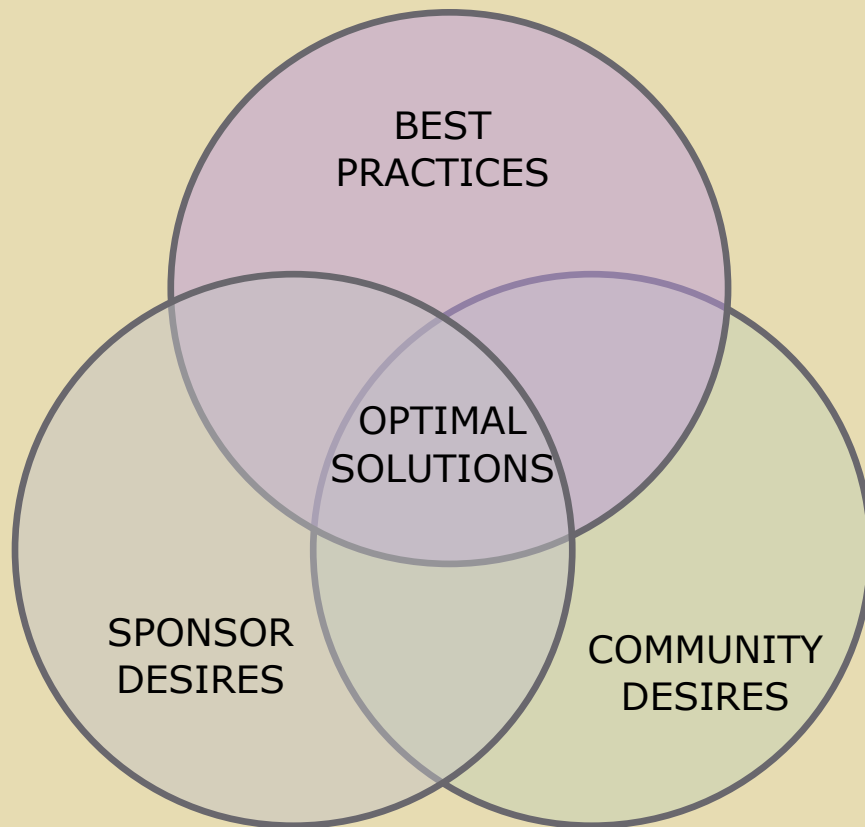 BEST
PRACTICES
OPTIMAL
SOLUTIONS
SPONSOR
DESIRES
COMMUNITY
DESIRES